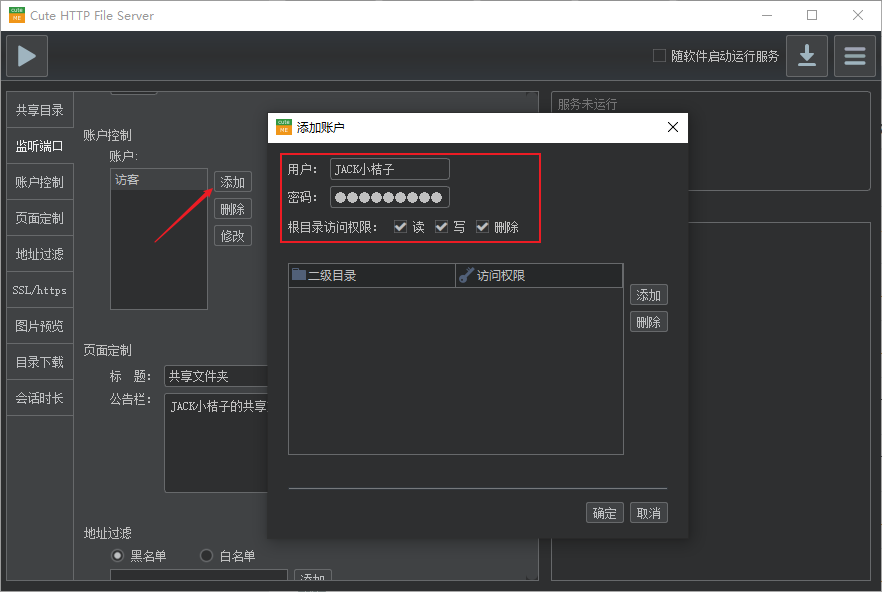 Cute HTTP File Server
随软件启动运行服务
共享目录
监听端口
账户控制
页面定制
地址过滤
SSL/https
图片预览
目录下载
会话时长
账户控制
账户:
访客
添加
删除
修改
页面定制
标 题:
共享文件夹
公告栏:
JACK小桔子的共享
地址过滤
黑名单
白名单
添加
服务未运行
cute
ME
添加账户
用户:
JACK小桔子
密码:
根目录访问权限:
读
写
删除
二级目录
访问权限
添加
删除
确定
取消